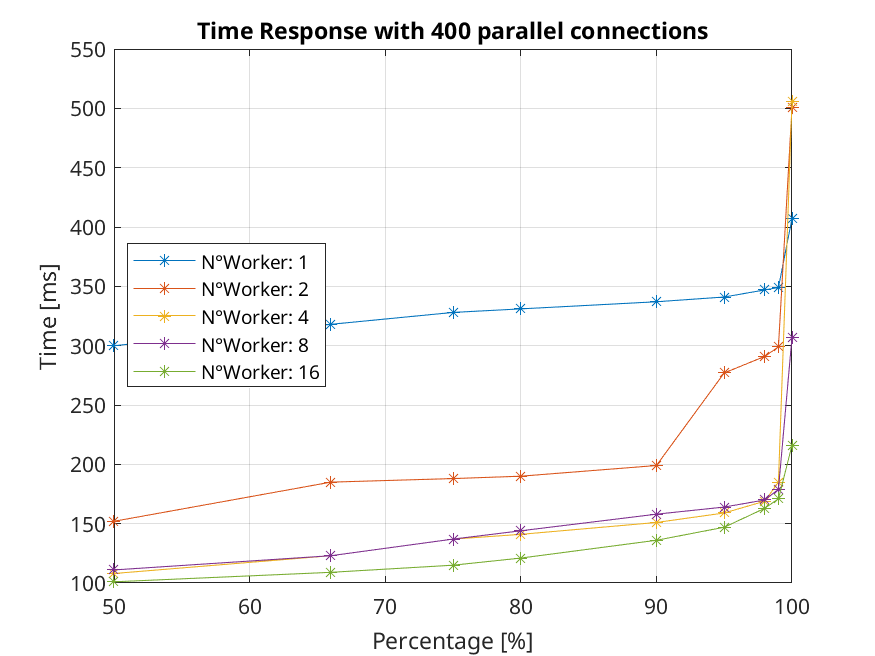 Time Response with 400 parallel connections
550
500
450
400
350
300
250
200
150
100
Time [ms]
N°Worker: 1
N°Worker: 2
N°Worker: 4
N°Worker: 8
N°Worker: 16
50 60 70 80 90 100
Percentage [%]